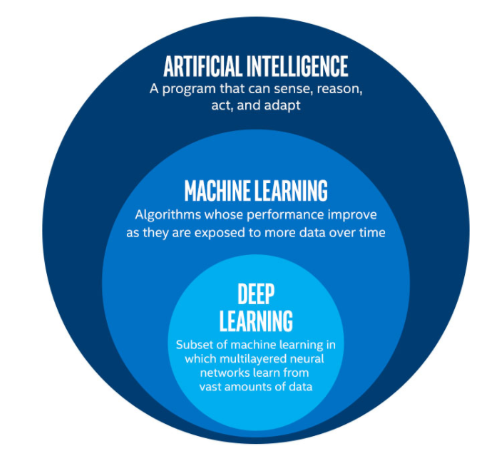 ARTIFICIAL INTELLIGENCE
A program that can sense, reason,
act, and adapt
MACHINE LEARNING
Algorithms whose performance improve
as they are exposed to more data over time
DEEP
LEARNING
Subset of machine learning in
which multilayered neural
networks learn from
vast amounts of data